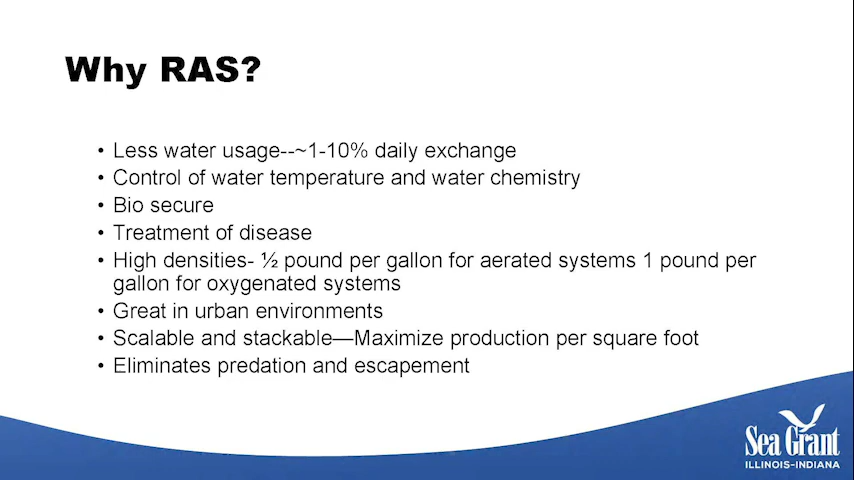 Why RAS?
• Less water usage--~1-10% daily exchange
• Control of water temperature and water chemistry
• Bio secure
• Treatment of disease
• High densities- ½ pound per gallon for aerated systems 1 pound per
gallon for oxygenated systems
• Great in urban environments
• Scalable and stackable—Maximize production per square foot
• Eliminates predation and escapement
Sea Grant
ILLINOIS-INDIANA